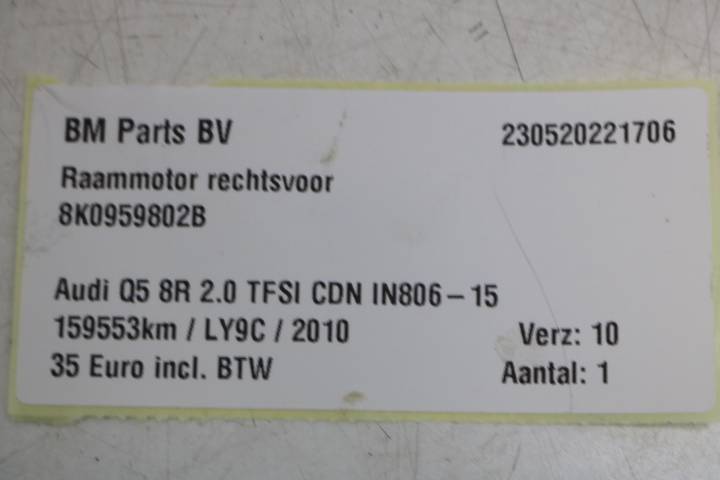 BM Parts BV 230520221706
Raammotor rechtsvoor
8K0959802B
Audi Q5 8R 2.0 TFSI CDN IN806-15
159553km / LY9C / 2010 Verz: 10
35 Euro incl. BTW Aantal: 1